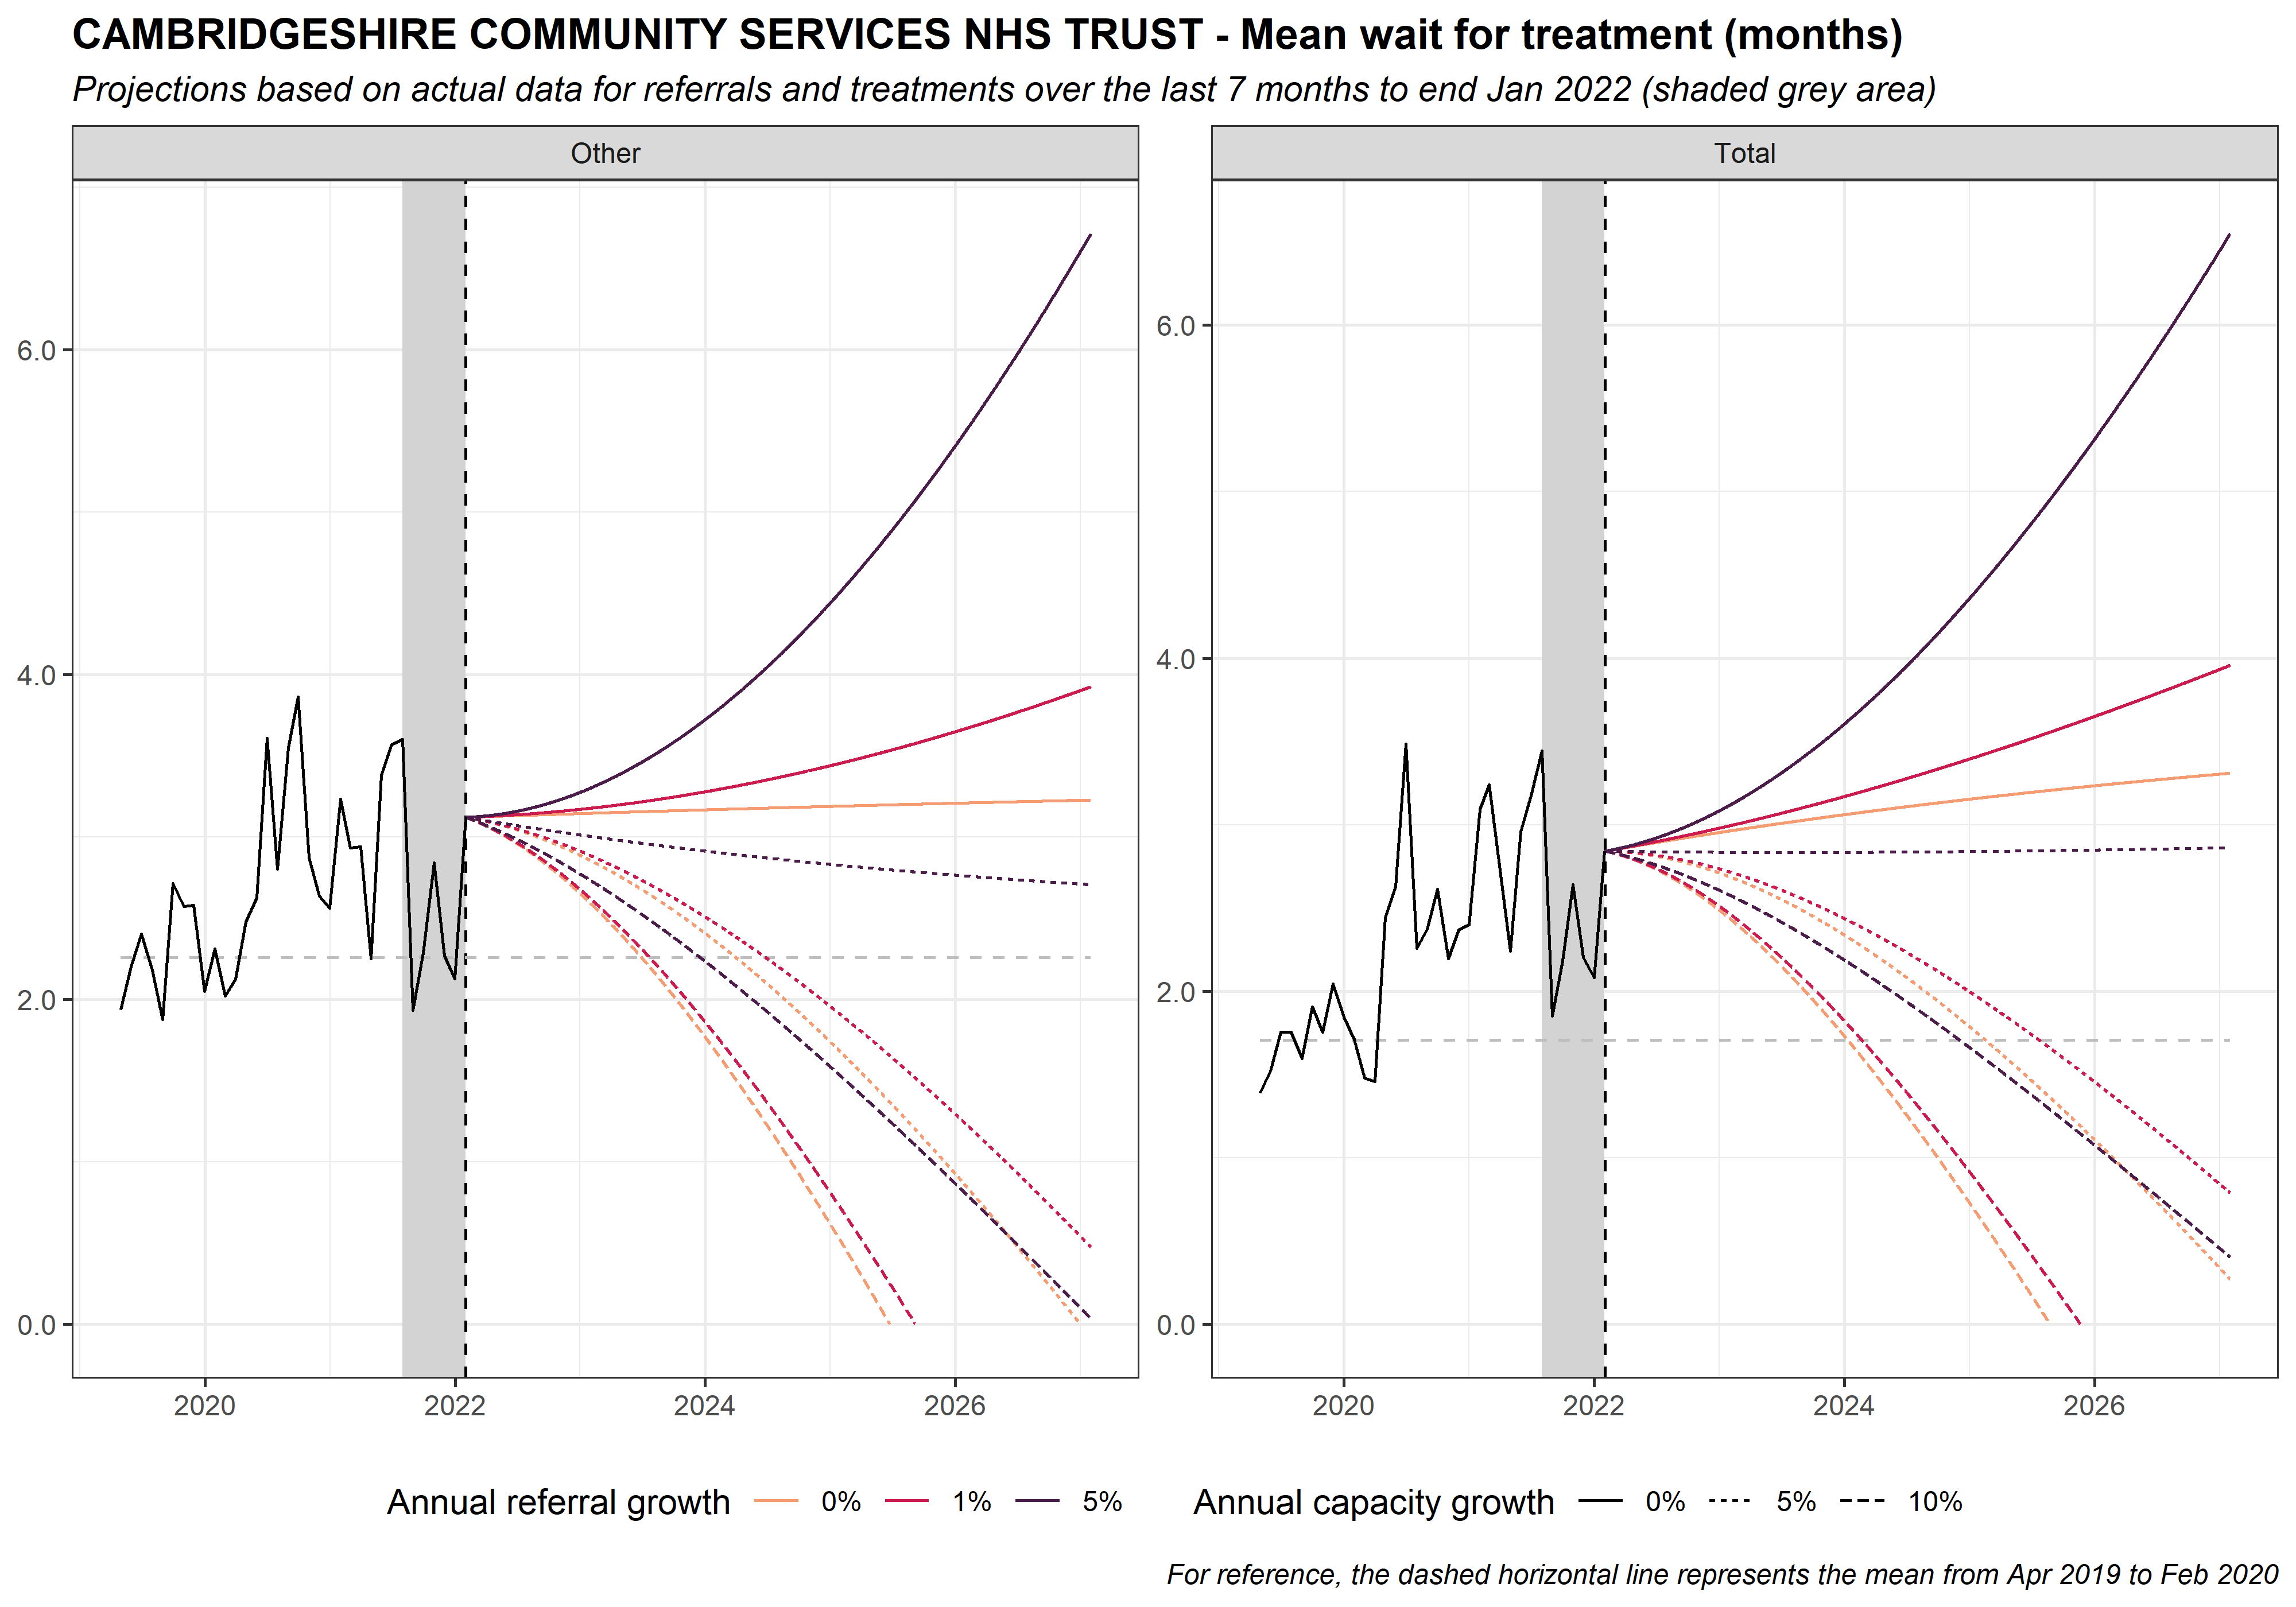 CAMBRIDGESHIRE COMMUNITY SERVICES NHS TRUST - Mean wait for treatment (months)
Projections based on actual data for referrals and treatments over the last 7 months to end Jan 2022 (shaded grey area)
Other
Total
6.0
4.0
2.0
0.0
6.0
4.0
2.0
0.0
2020 2022 2024 2026
2020 2022 2024 2026
Annual referral growth 0% 1% 5%
Annual capacity growth 0% 5% 10%
For reference, the dashed horizontal line represents the mean from Apr 2019 to Feb 2020